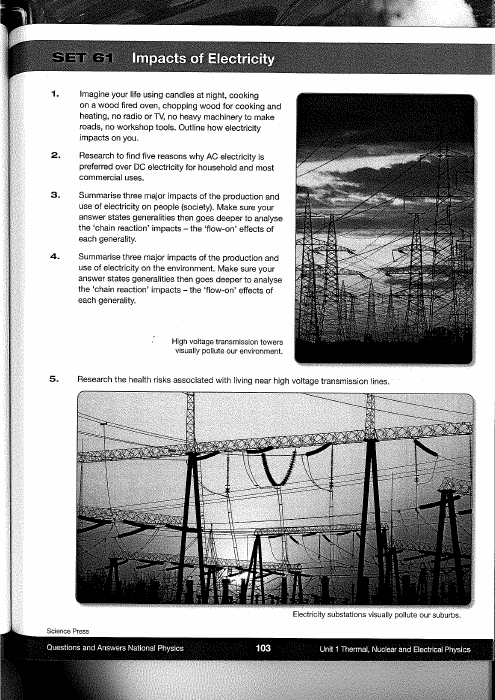 SET 61 Impacts of Electricity
1. Imagine your life using candles at night, cooking
on a wood fired oven, chopping wood for cooking and
heating, no radio or TV, no heavy machinery to make
roads, no workshop tools. Outline how electricity
impacts on you.
2. Research to find five reasons why AC electricity is
preferred over DC electricity for household and most
commercial uses.
3. Summarise three major impacts of the production and
use of electricity on people (society). Make sure your
answer states generalities then goes deeper to analyse
the 'chain reaction' impacts – the 'flow-on' effects of
each generality.
4. Summarise three major impacts of the production and
use of electricity on the environment. Make sure your
answer states generalities then goes deeper to analyse
the 'chain reaction' impacts – the 'flow-on' effects of
each generality.
High voltage transmission towers
visually pollute our environment.
5. Research the health risks associated with living near high voltage transmission lines.
Electricity substations visually pollute our suburbs.
Science Press
Questions and Answers National Physics 103 Unit 1 Thermal, Nuclear and Electrical Physics